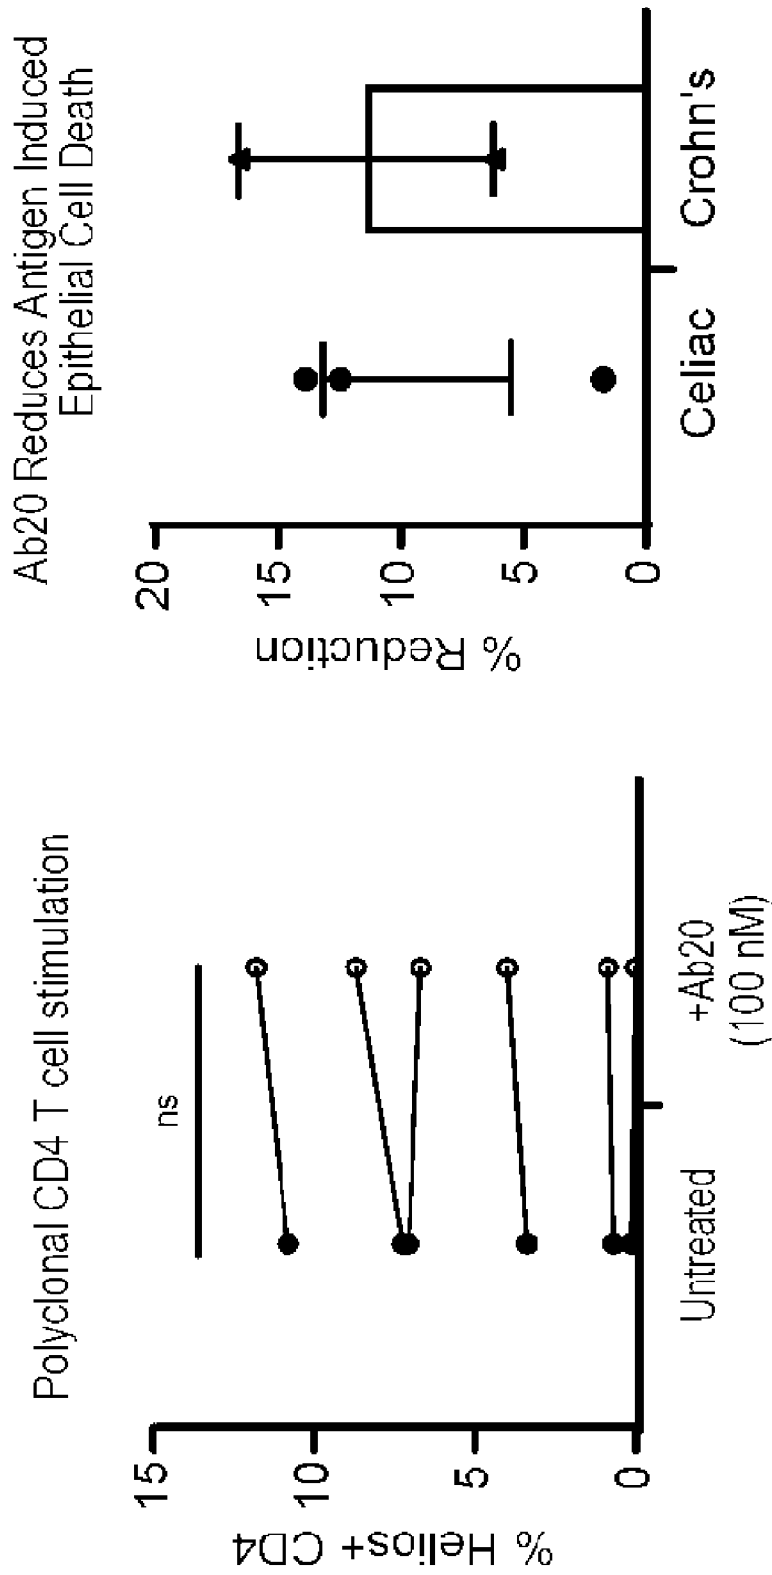 Polyclonal CD4 T cell stimulation
ns
15
10
5
0
% Helios+ CD4
Untreated
+Ab20
(100 nM)
Ab20 Reduces Antigen Induced
Epithelial Cell Death
20
15
10
5
0
% Reduction
Celiac
Crohn's